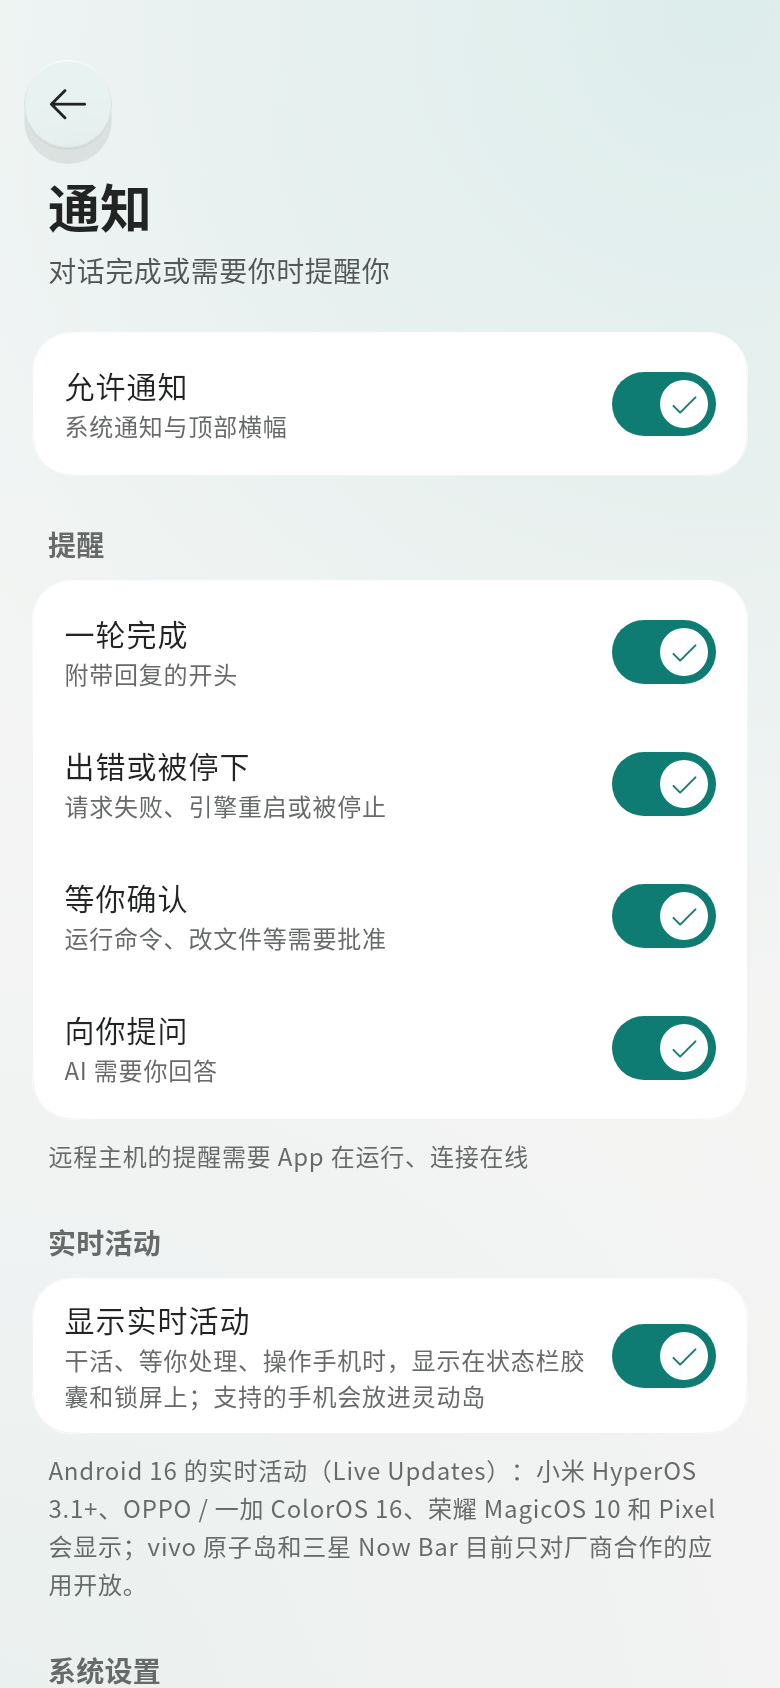 通知
对话完成或需要你时提醒你
允许通知
系统通知与顶部横幅
提醒
一轮完成
附带回复的开头
出错或被停下
请求失败、引擎重启或被停止
等你确认
运行命令、改文件等需要批准
向你提问
AI 需要你回答
远程主机的提醒需要 App 在运行、连接在线
实时活动
显示实时活动
干活、等你处理、操作手机时，显示在状态栏胶
囊和锁屏上；支持的手机会放进灵动岛
Android 16 的实时活动（Live Updates）：小米 HyperOS
3.1+、OPPO / 一加 ColorOS 16、荣耀 MagicOS 10 和 Pixel
会显示；vivo 原子岛和三星 Now Bar 目前只对厂商合作的应
用开放。
系统设置